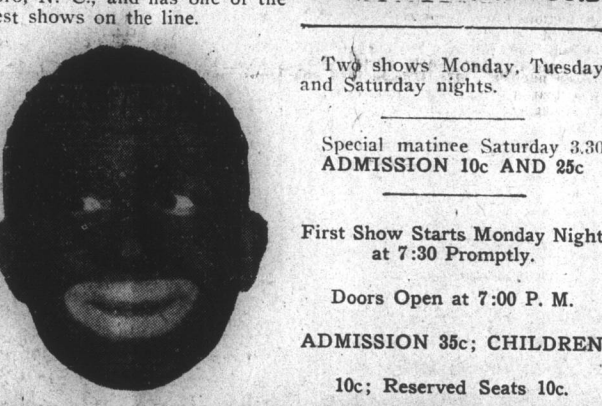 N. C., and has one of the
shows on the line.
Two shows Monday, Tuesday
and Saturday nights.
Special matinee Saturday 3.30
ADMISSION 10c AND 25c
First Show Starts Monday Night
at 7:30 Promptly.
Doors Open at 7:00 P. M.
ADMISSION 35c; CHILDREN
10c; Reserved Seats 10c.